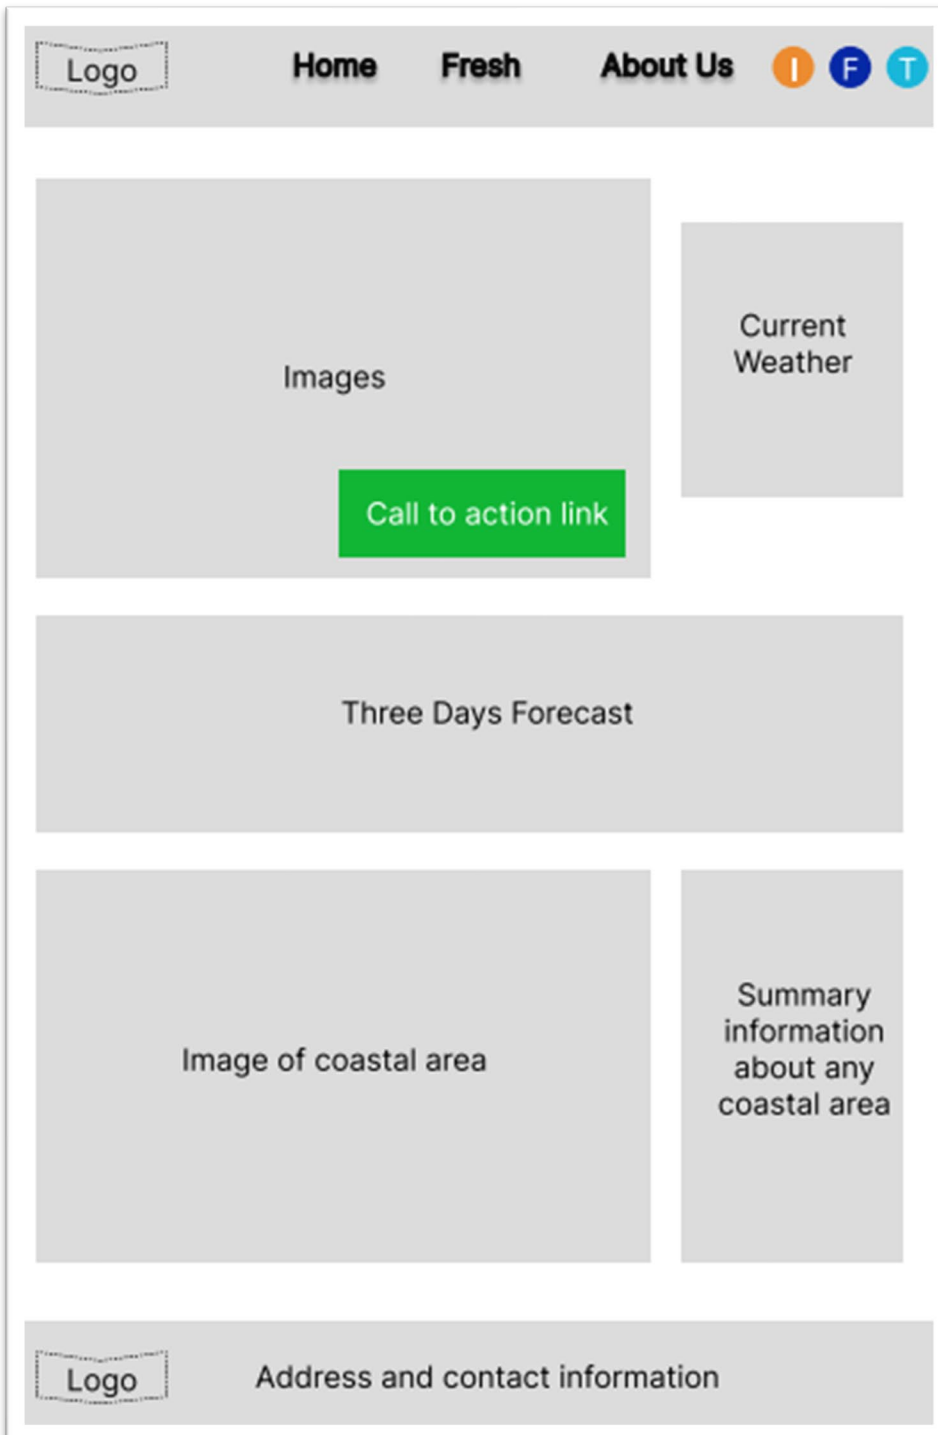 Logo
Home Fresh About Us I F T
Images
Current
Weather
Call to action link
Three Days Forecast
Image of coastal area
Summary
information
about any
coastal area
Logo
Address and contact information